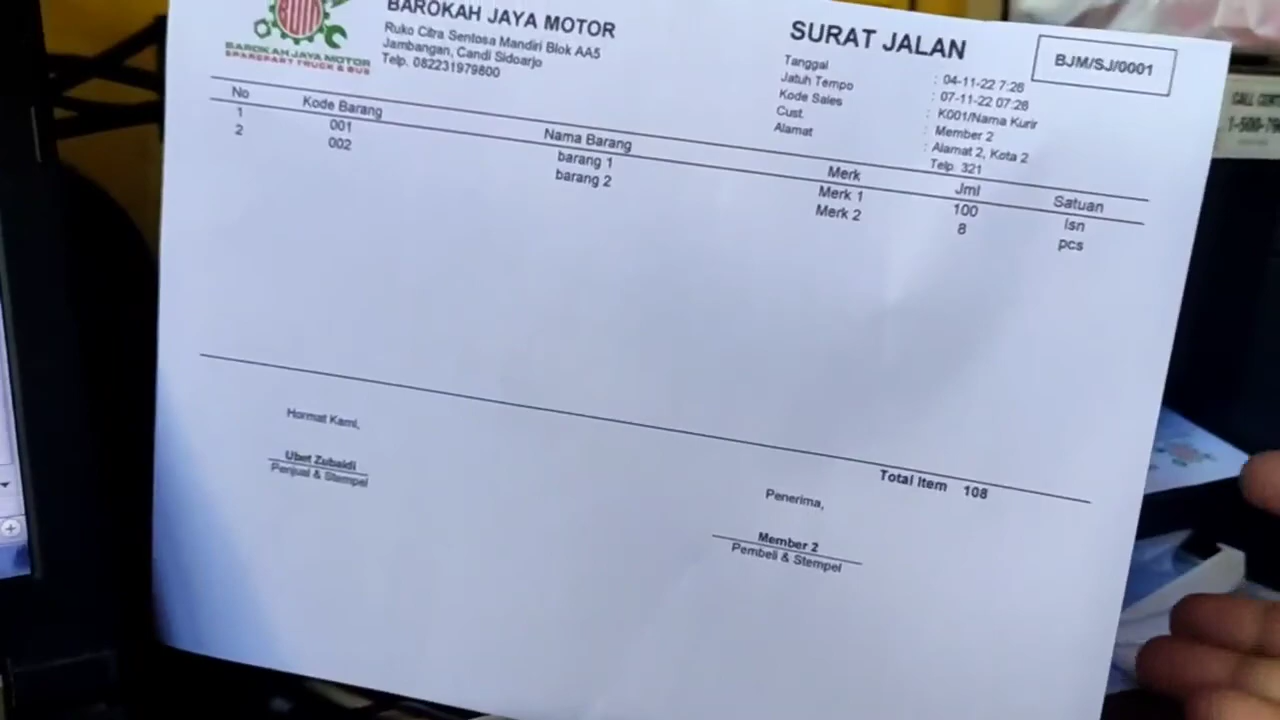 BAROKAH JAYA MOTOR
SPAREPART TRUCK & BUS
BAROKAH JAYA MOTOR
Ruko Citra Sentosa Mandiri Blok AA5
Jambangan, Candi Sidoarjo
Telp. 082231979800
SURAT JALAN
BJM/SJ/0001
Tanggal : 04-11-22 7:26
Jatuh Tempo : 07-11-22 07:26
Kode Sales : K001/Nama Kurir
Cust. : Member 2
Alamat : Alamat 2, Kota 2
Telp. 321
No Kode Barang Nama Barang Merk Jml Satuan
1 001 barang 1 Merk 1 100 lsn
2 002 barang 2 Merk 2 8 pcs
Total Item 108
Hormat Kami,
Ubet Zubaidi
Penjual & Stempel
Penerima,
Member 2
Pembeli & Stempel